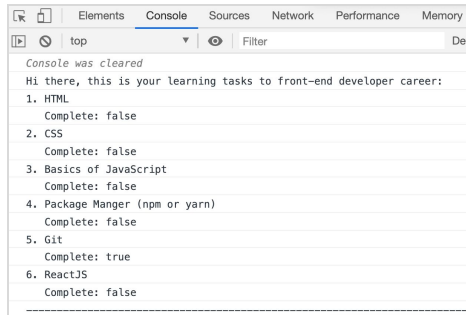 Elements Console Sources Network Performance Memory
top Filter De
Console was cleared
Hi there, this is your learning tasks to front-end developer career:
1. HTML
Complete: false
2. CSS
Complete: false
3. Basics of JavaScript
Complete: false
4. Package Manger (npm or yarn)
Complete: false
5. Git
Complete: true
6. ReactJS
Complete: false